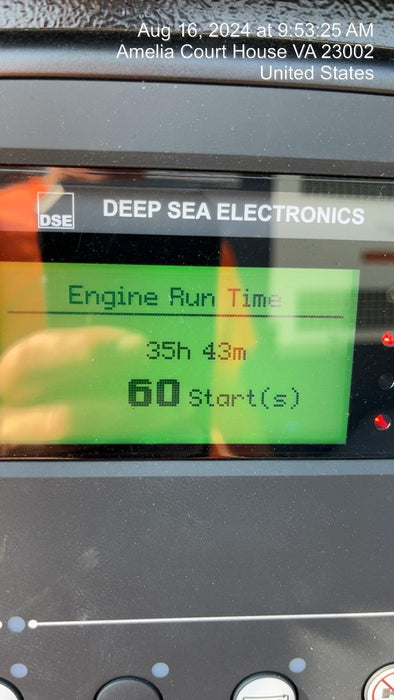 Aug 16, 2024 at 9:53:25 AM
Amelia Court House VA 23002
United States
DSE DEEP SEA ELECTRONICS
Engine Run Time
35h 43m
60 Start(s)